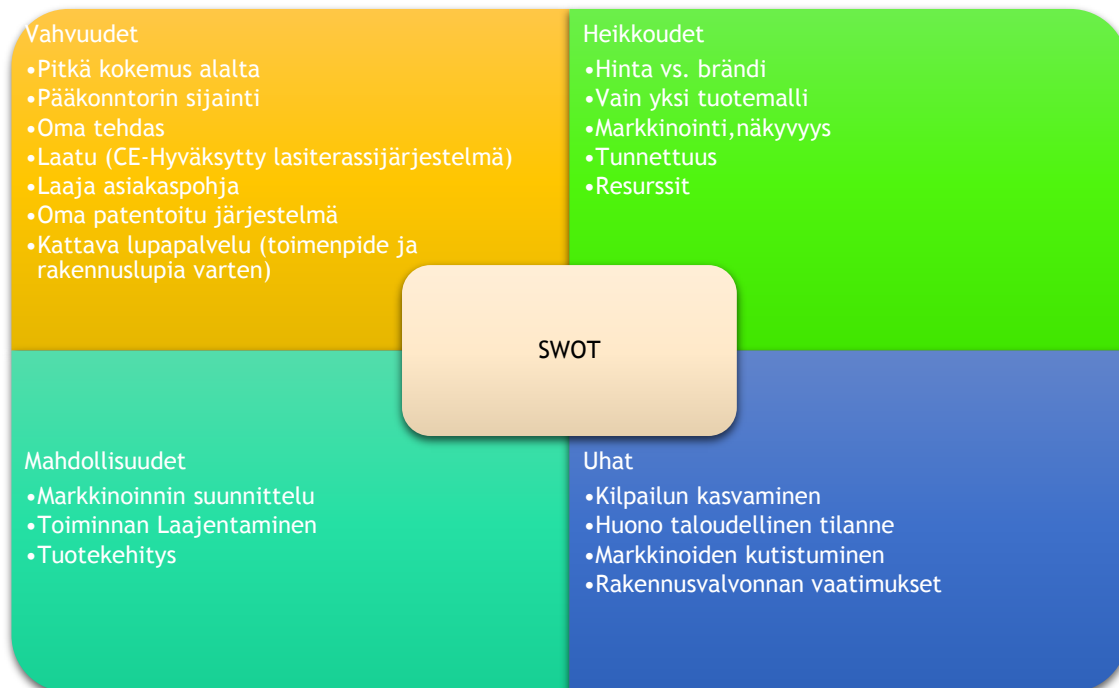 Vahvuudet
•Pitkä kokemus alalta
•Pääkonntorin sijainti
•Oma tehdas
•Laatu (CE-Hyväksytty lasiterassijärjestelmä)
•Laaja asiakaspohja
•Oma patentoitu järjestelmä
•Kattava lupapalvelu (toimenpide ja
rakennuslupia varten)
Heikkoudet
•Hinta vs. brändi
•Vain yksi tuotemalli
•Markkinointi,näkyvyys
•Tunnettuus
•Resurssit
SWOT
Mahdollisuudet
•Markkinoinnin suunnittelu
•Toiminnan Laajentaminen
•Tuotekehitys
Uhat
•Kilpailun kasvaminen
•Huono taloudellinen tilanne
•Markkinoiden kutistuminen
•Rakennusvalvonnan vaatimukset